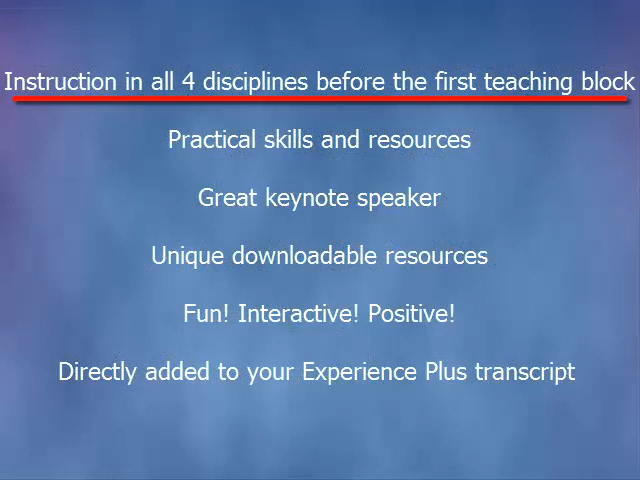 Instruction in all 4 disciplines before the first teaching block
Practical skills and resources
Great keynote speaker
Unique downloadable resources
Fun! Interactive! Positive!
Directly added to your Experience Plus transcript